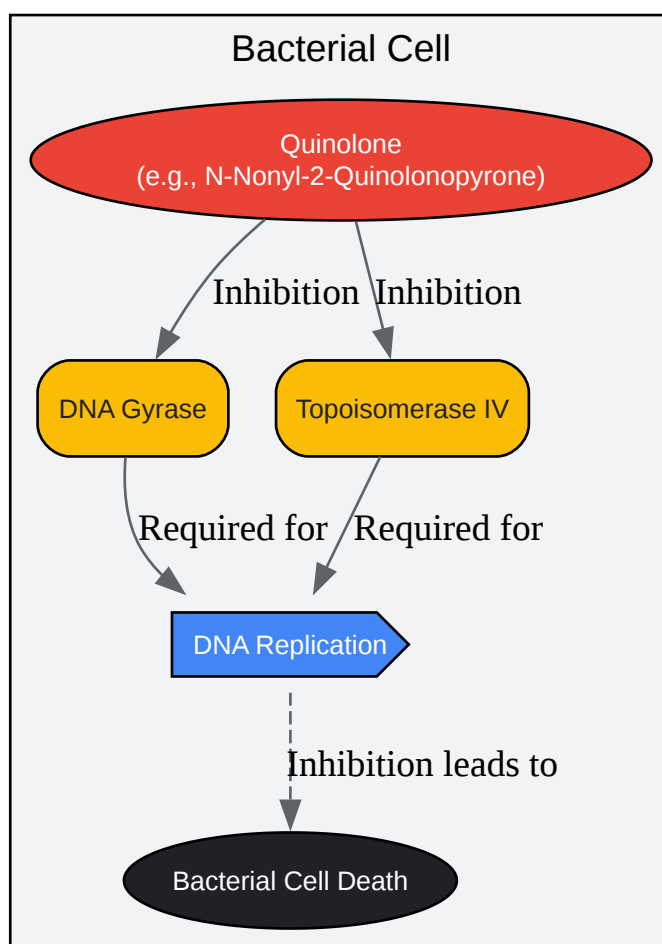 Bacterial Cell
Quinolone
(e.g., N-Nonyl-2-Quinolonopyrone)
Inhibition
Inhibition
DNA Gyrase
Topoisomerase IV
Required for
Required for
DNA Replication
Inhibition leads to
Bacterial Cell Death